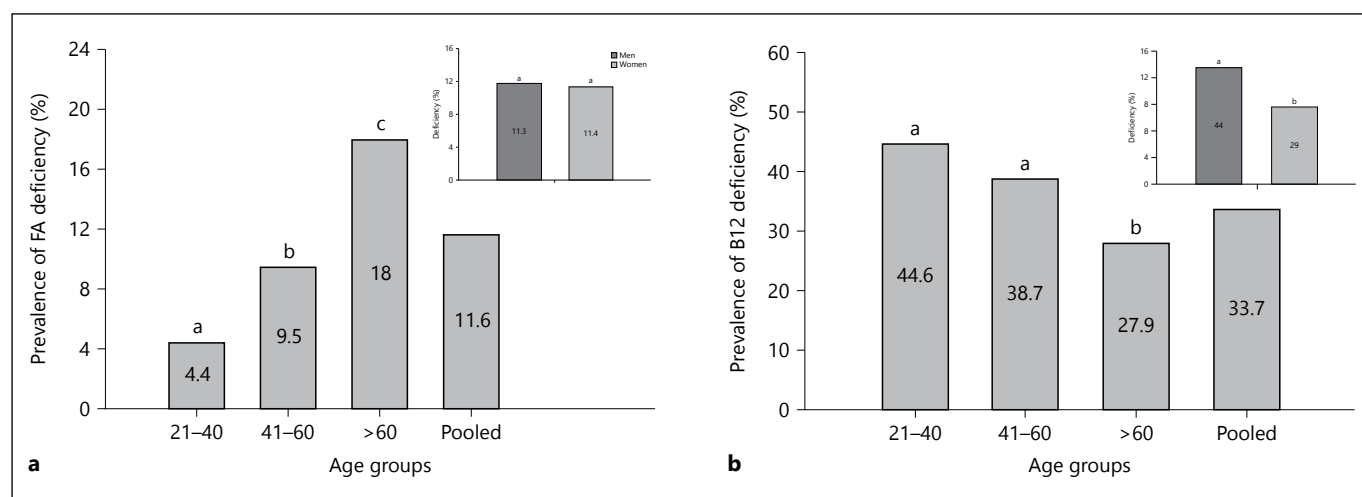 24
20
16
12
8
4
0
Prevalence of FA deficiency (%)
a
4.4
b
9.5
c
18
11.6
21–40
41–60
>60
Pooled
Age groups
a
16
12
8
4
0
Deficiency (%)
a
11.3
a
11.4
Men
Women
60
50
40
30
20
10
0
Prevalence of B12 deficiency (%)
a
44.6
a
38.7
b
27.9
33.7
21–40
41–60
>60
Pooled
Age groups
b
16
12
8
4
0
Deficiency (%)
a
44
b
29